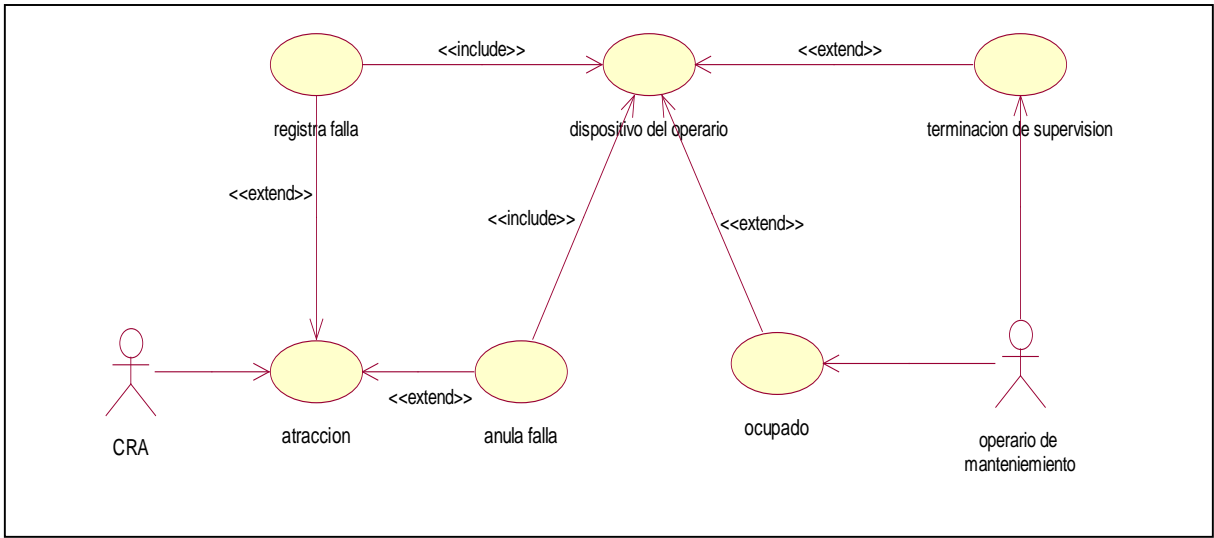 <<include>>
<<extend>>
registra falla
dispositivo del operario
terminacion de supervision
<<extend>>
<<include>>
<<extend>>
<<extend>>
CRA
atraccion
anula falla
ocupado
operario de
manteniemiento